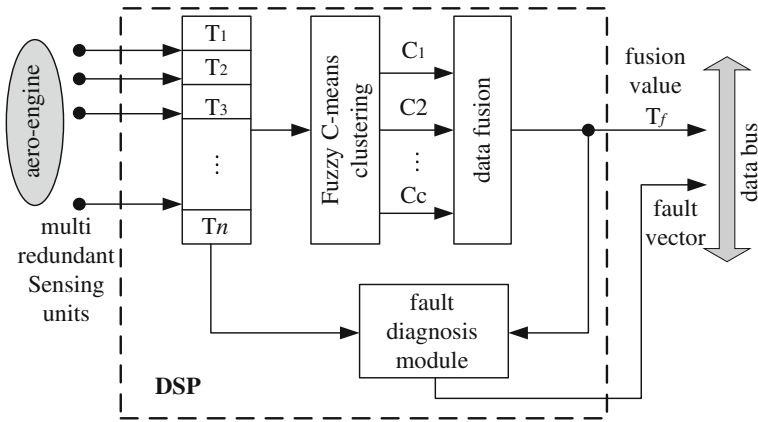 aero-engine
multi
redundant
Sensing
units
T1
T2
T3
⋮
Tn
Fuzzy C-means
clustering
C1
C2
⋯
Cc
data fusion
fusion
value
Tf
fault
vector
data bus
fault
diagnosis
module
DSP